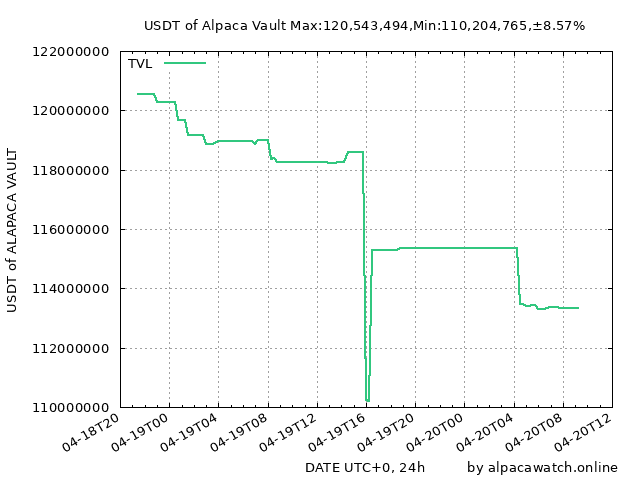 USDT of Alpaca Vault Max:120,543,494,Min:110,204,765,±8.57%
TVL
USDT of ALAPACA VAULT
122000000
120000000
118000000
116000000
114000000
112000000
110000000
04-18T20
04-19T00
04-19T04
04-19T08
04-19T12
04-19T16
04-19T20
04-20T00
04-20T04
04-20T08
04-20T12
DATE UTC+0, 24h
by alpacawatch.online